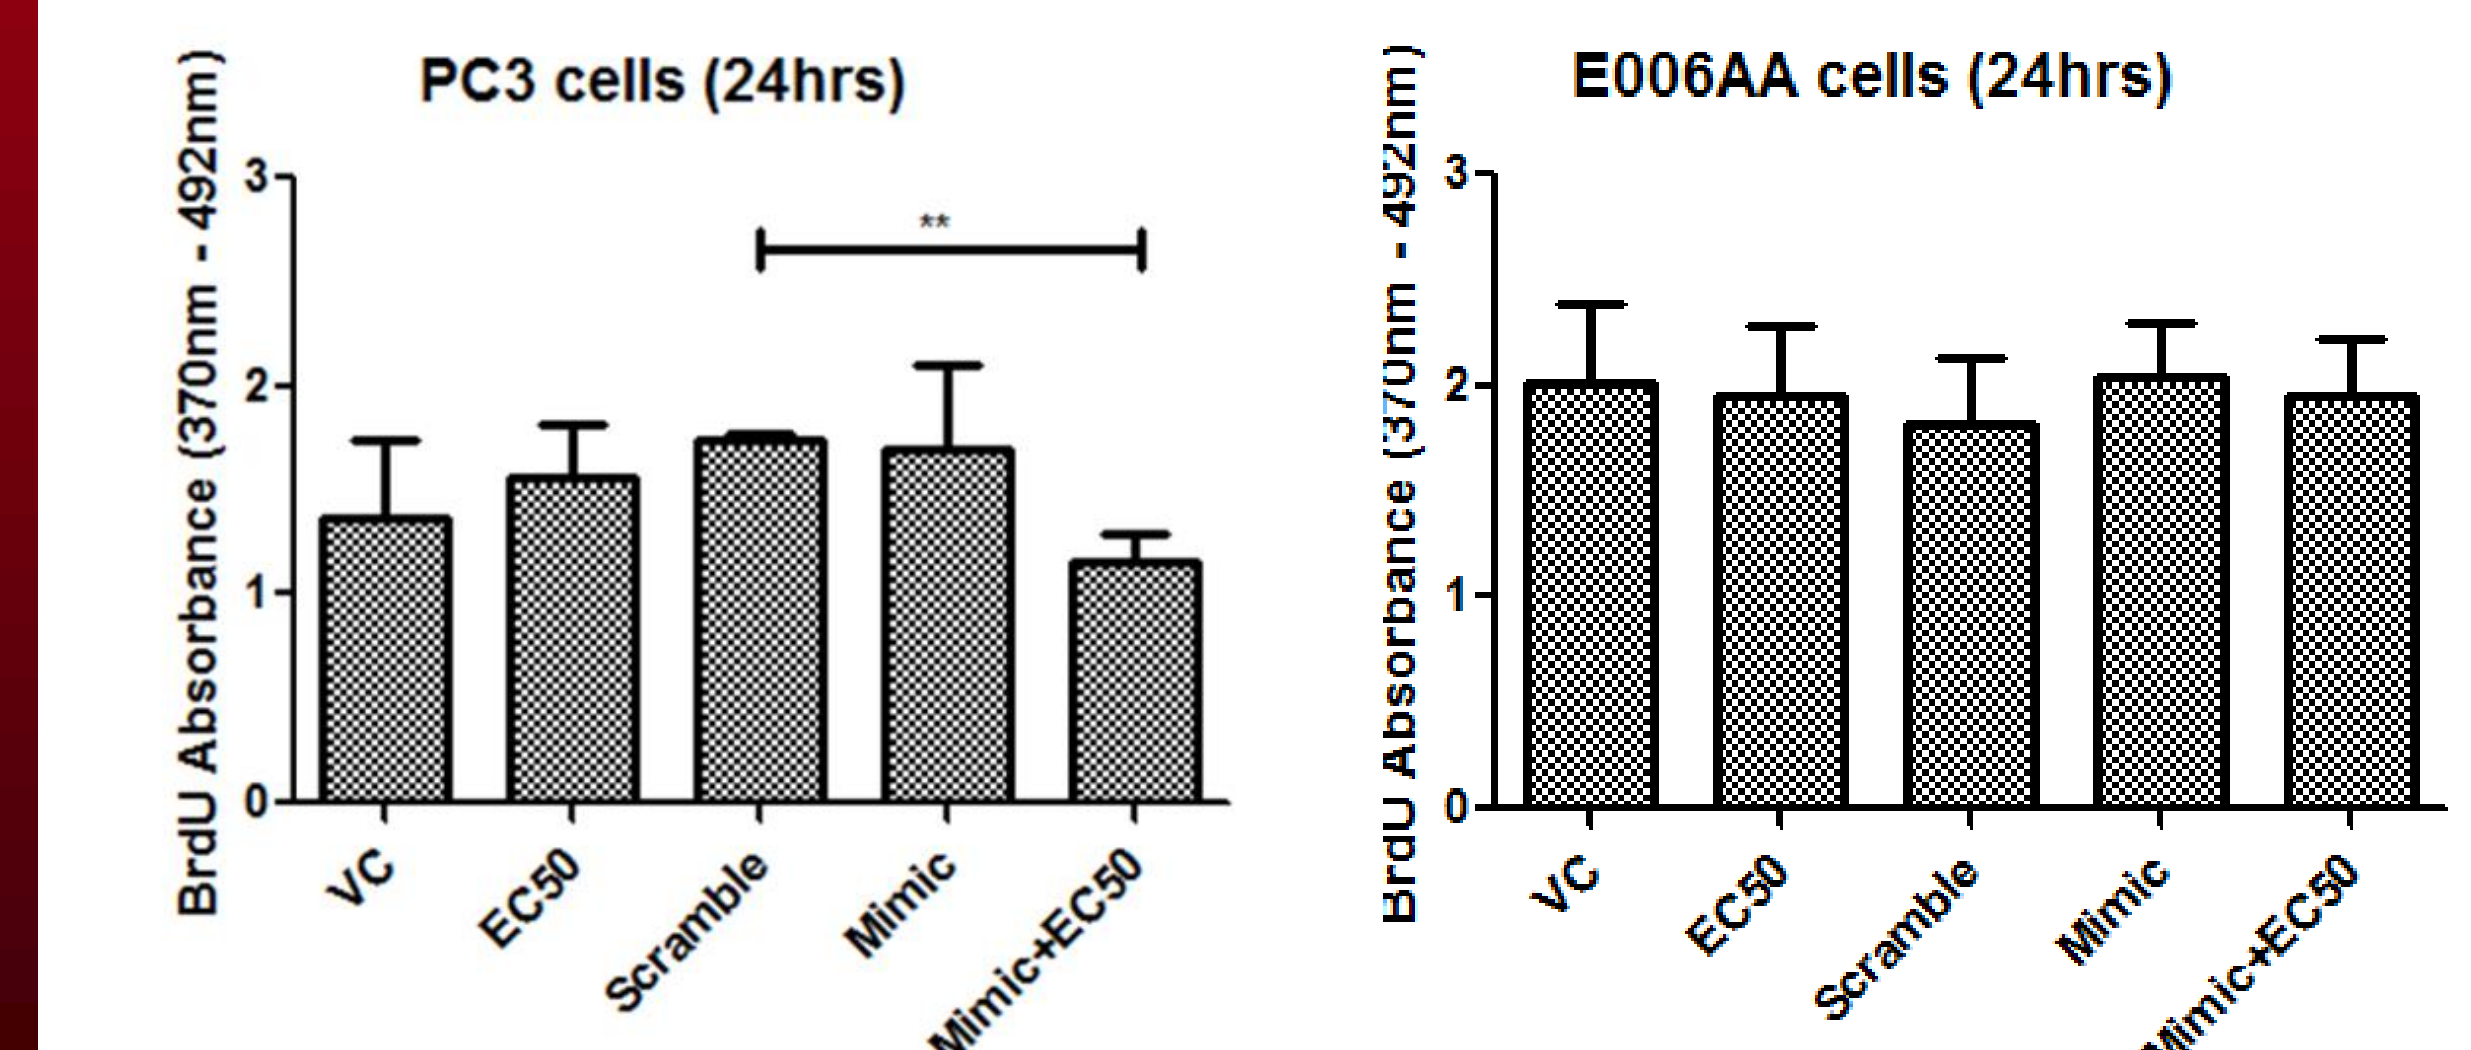 PC3 cells (24hrs)
BrdU Absorbance (370nm - 492nm)
3
2
1
0
**
VC
EC50
Scramble
Mimic
Mimic+EC50
E006AA cells (24hrs)
BrdU Absorbance (370nm - 492nm)
3
2
1
0
VC
EC50
Scramble
Mimic
Mimic+EC50